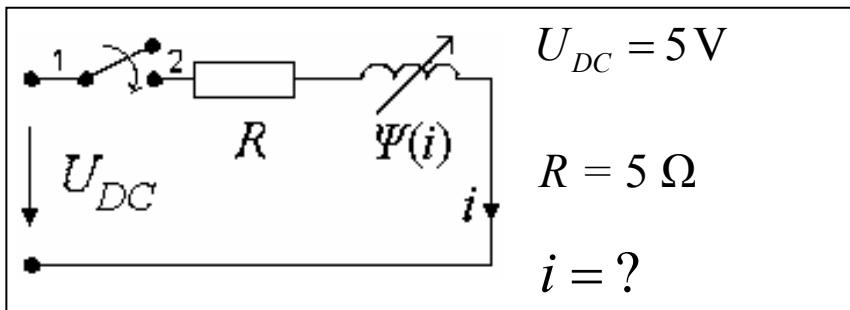 1 2
R
Ψ(i)
U_DC
i
U_DC = 5 V
R = 5 Ω
i = ?